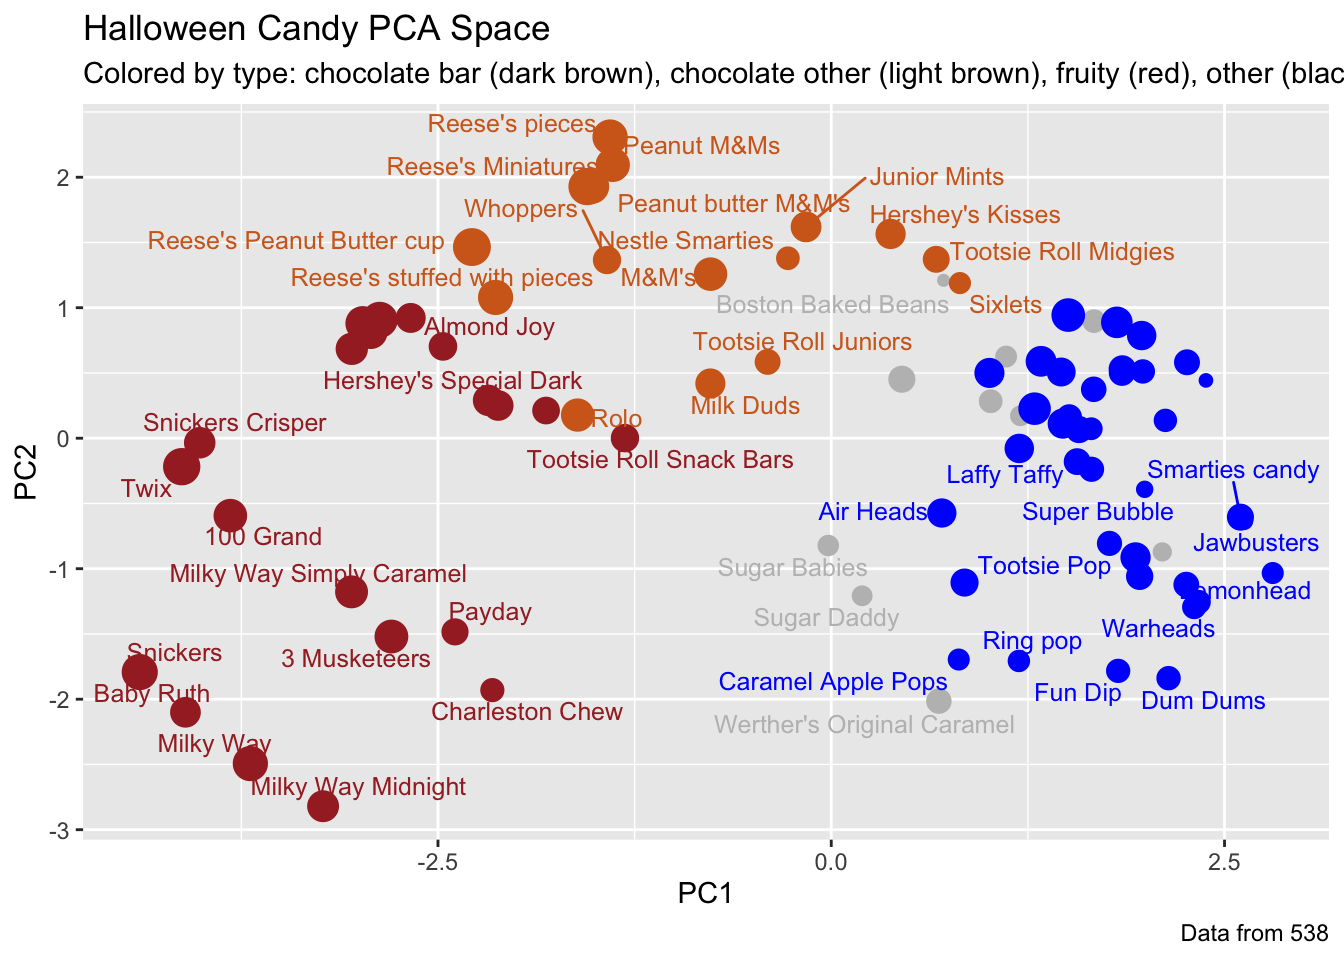 Halloween Candy PCA Space
Colored by type: chocolate bar (dark brown), chocolate other (light brown), fruity (red), other (blac
Reese's pieces
Peanut M&Ms
Reese's Miniatures
Junior Mints
Whoppers
Peanut butter M&M's
Hershey's Kisses
Reese's Peanut Butter cup
Nestle Smarties
Tootsie Roll Midgies
Reese's stuffed with pieces
M&M's
Boston Baked Beans
Sixlets
Almond Joy
Tootsie Roll Juniors
Hershey's Special Dark
Milk Duds
Snickers Crisper
Rolo
Tootsie Roll Snack Bars
Twix
Laffy Taffy
Smarties candy
100 Grand
Air Heads
Super Bubble
Jawbusters
Sugar Babies
Tootsie Pop
Milky Way Simply Caramel
Lemonhead
Payday
Sugar Daddy
Warheads
Snickers
3 Musketeers
Ring pop
Baby Ruth
Caramel Apple Pops
Fun Dip
Dum Dums
Charleston Chew
Werther's Original Caramel
Milky Way
Milky Way Midnight
2
1
0
-1
-2
-3
PC2
-2.5
0.0
2.5
PC1
Data from 538